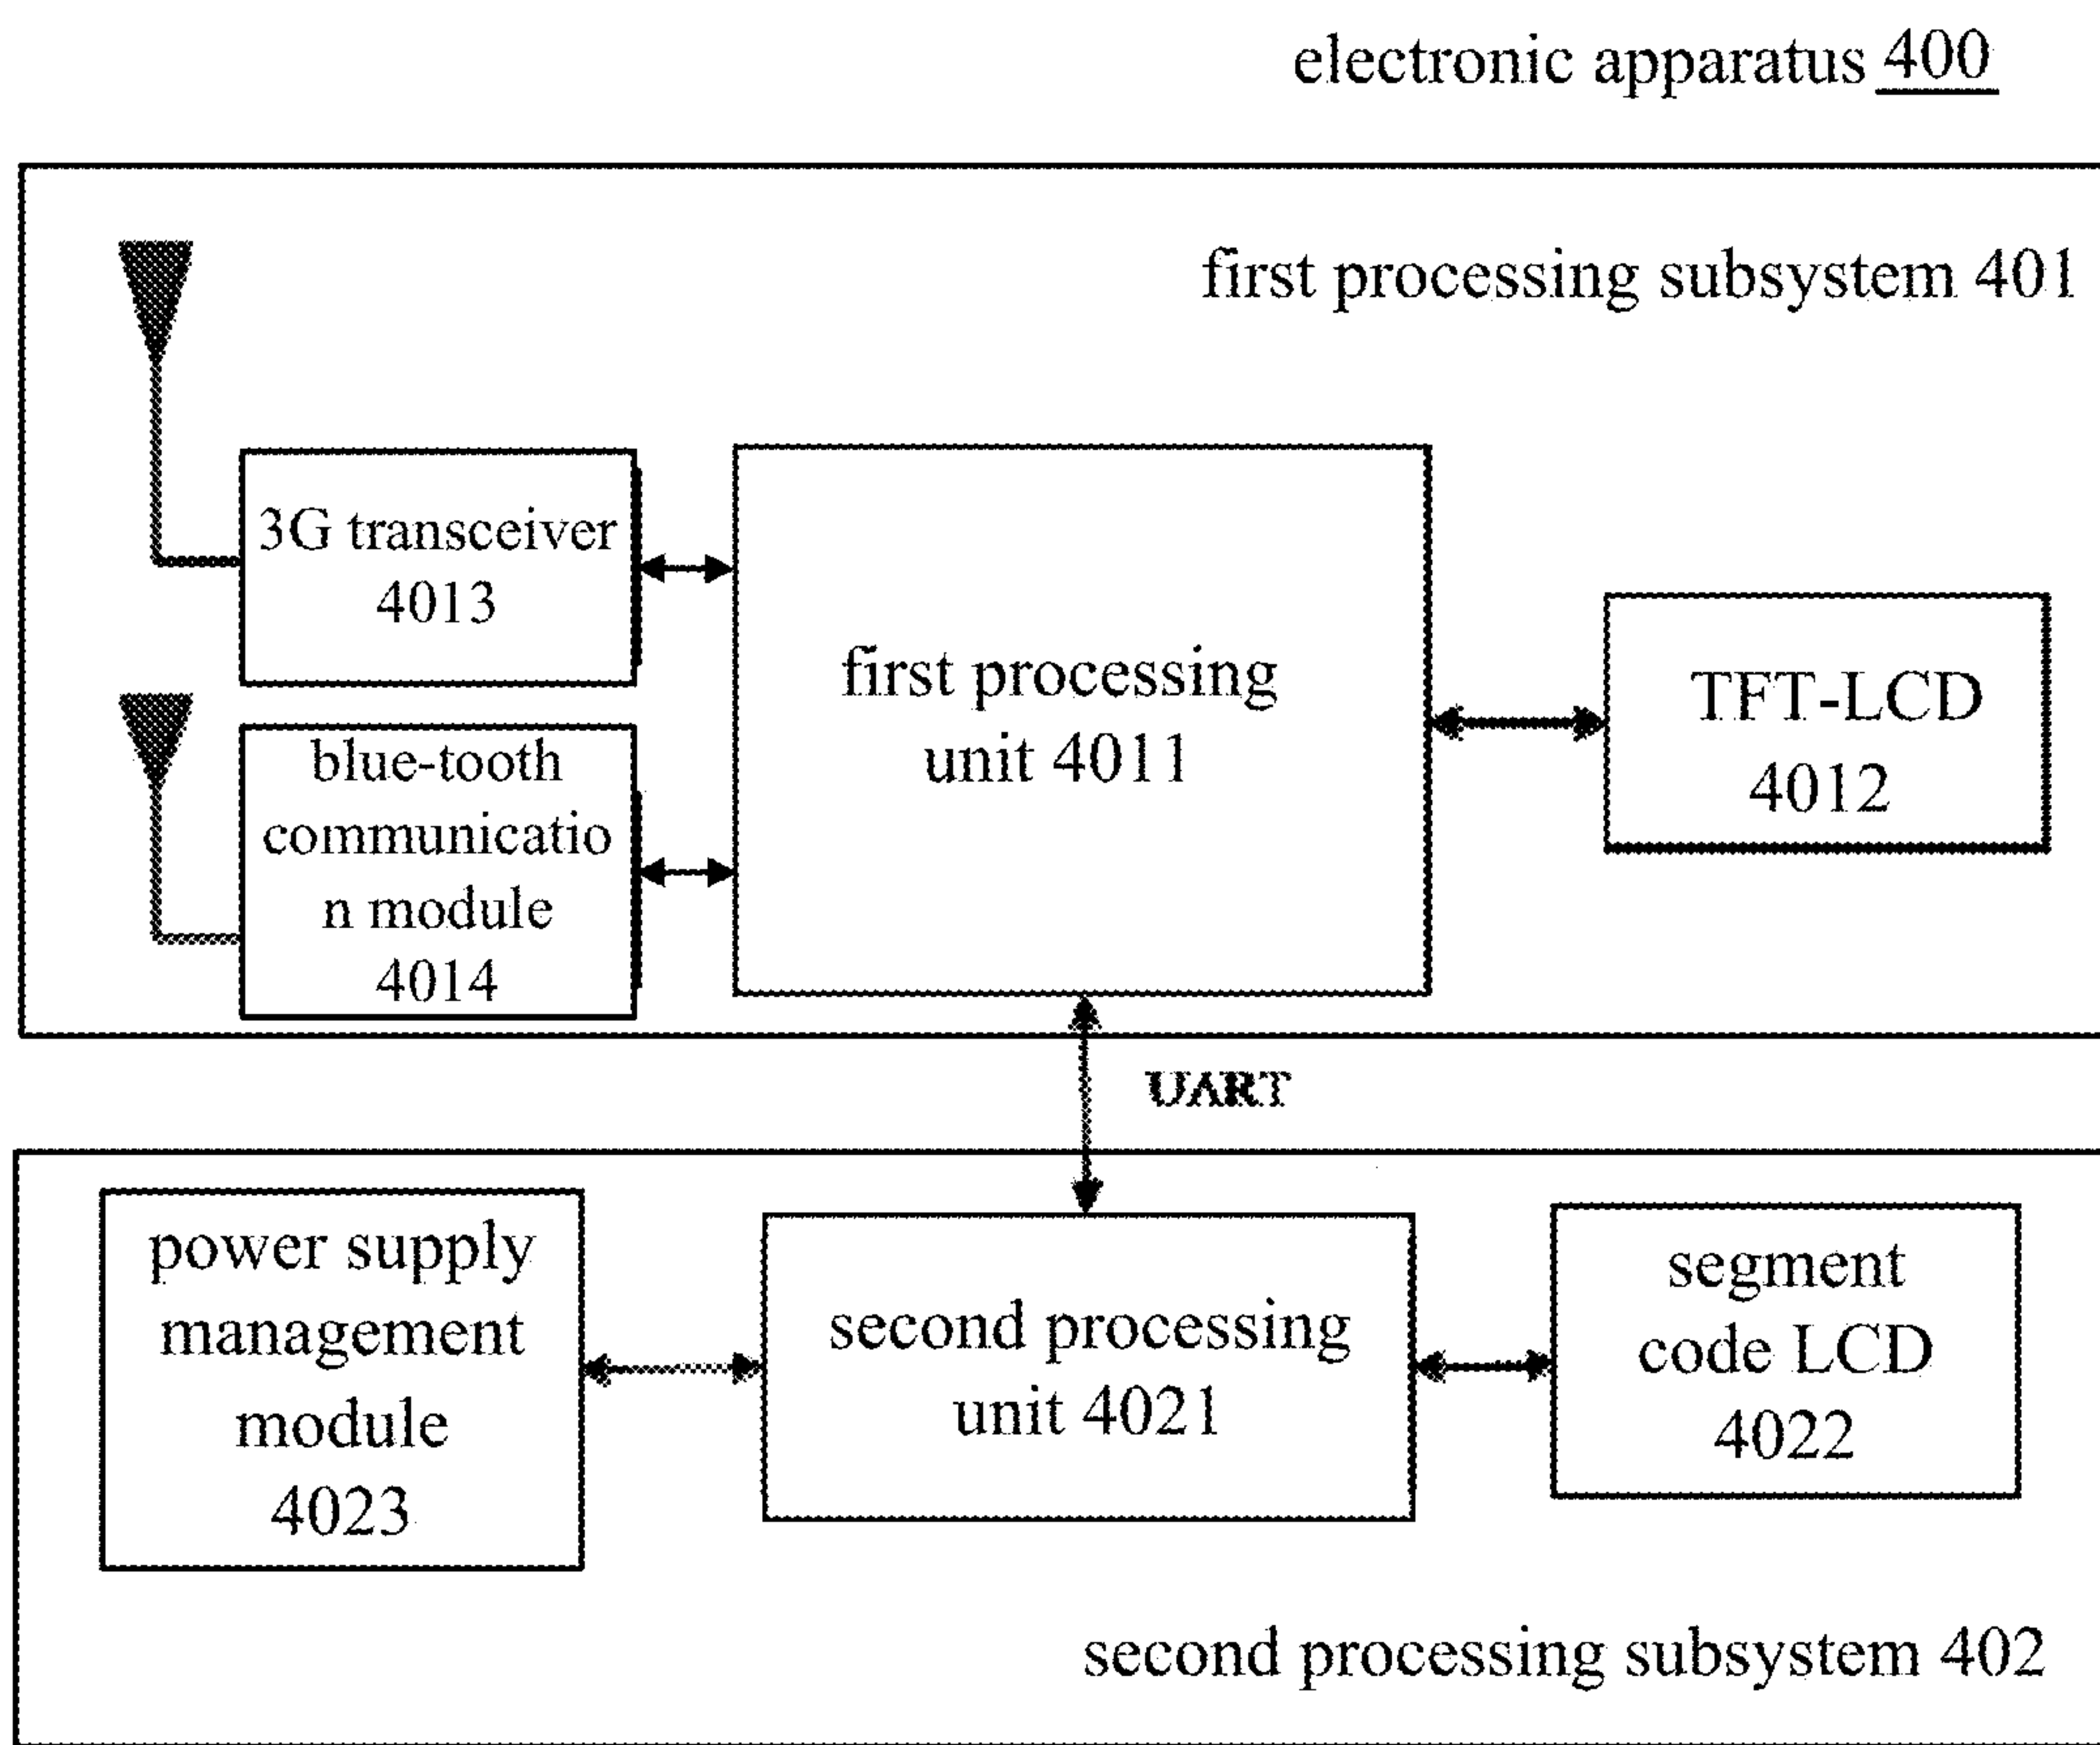 electronic apparatus 400
first processing subsystem 401
3G transceiver
4013
first processing
unit 4011
TFT-LCD
4012
blue-tooth
communicatio
n module
4014
UART
power supply
management
module
4023
second processing
unit 4021
segment
code LCD
4022
second processing subsystem 402